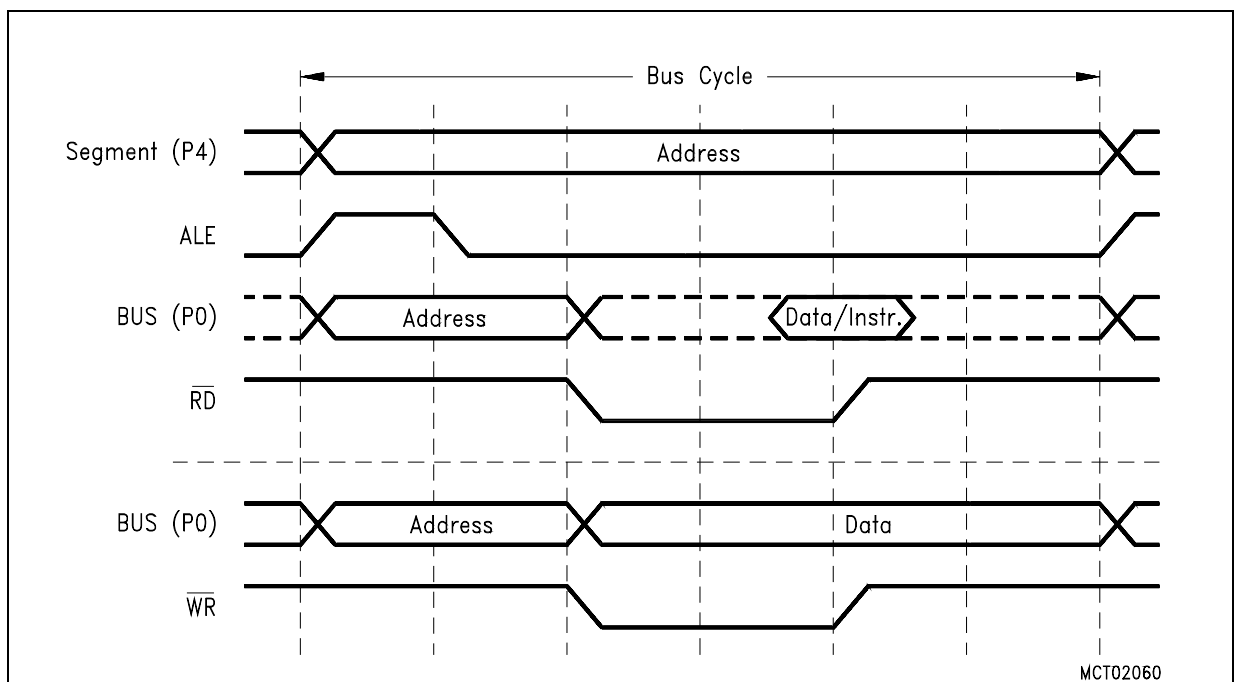 Bus Cycle
Segment (P4)
Address
ALE
BUS (P0)
Address
Data/Instr.
RD
BUS (P0)
Address
Data
WR
MCT02060